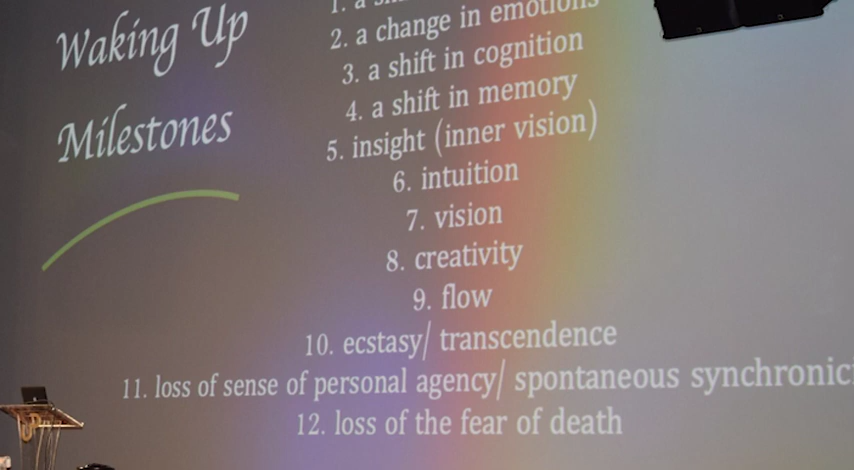 Waking Up
Milestones
1. a
2. a change in emotions
3. a shift in cognition
4. a shift in memory
5. insight (inner vision)
6. intuition
7. vision
8. creativity
9. flow
10. ecstasy/ transcendence
11. loss of sense of personal agency/ spontaneous synchronic
12. loss of the fear of death